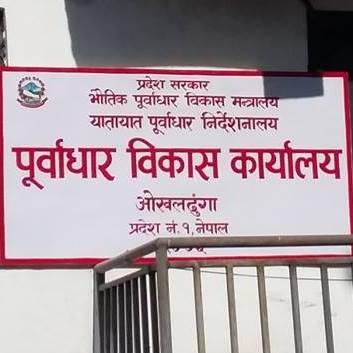 प्रदेश सरकार
भौतिक पूर्वाधार विकास मन्त्रालय
यातायात पूर्वाधार निर्देशनालय
पूर्वाधार विकास कार्यालय
ओखलढुंगा
प्रदेश नं. १, नेपाल